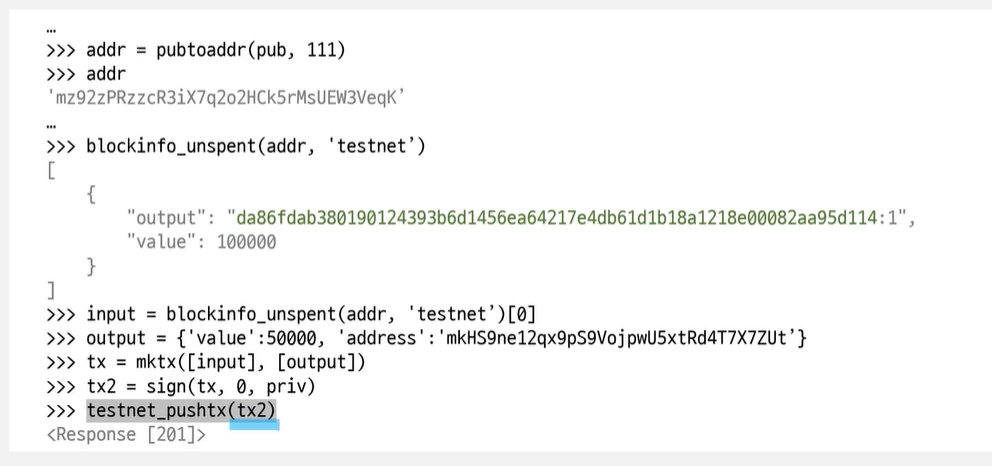 …
>>> addr = pubtoaddr(pub, 111)
>>> addr
'mz92zPRzzcR3iX7q2o2HCk5rMsUEW3VeqK’
…
>>> blockinfo_unspent(addr, 'testnet’)
[
{
"output": "da86fdab380190124393b6d1456ea64217e4db61d1b18a1218e00082aa95d114:1",
"value": 100000
}
]
>>> input = blockinfo_unspent(addr, 'testnet’)[0]
>>> output = {'value':50000, 'address':'mkHS9ne12qx9pS9VojpwU5xtRd4T7X7ZUt’}
>>> tx = mktx([input], [output])
>>> tx2 = sign(tx, 0, priv)
>>> testnet_pushtx(tx2)
<Response [201]>